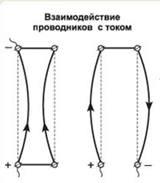 Взаимодействие
проводников с током
– +
+ –